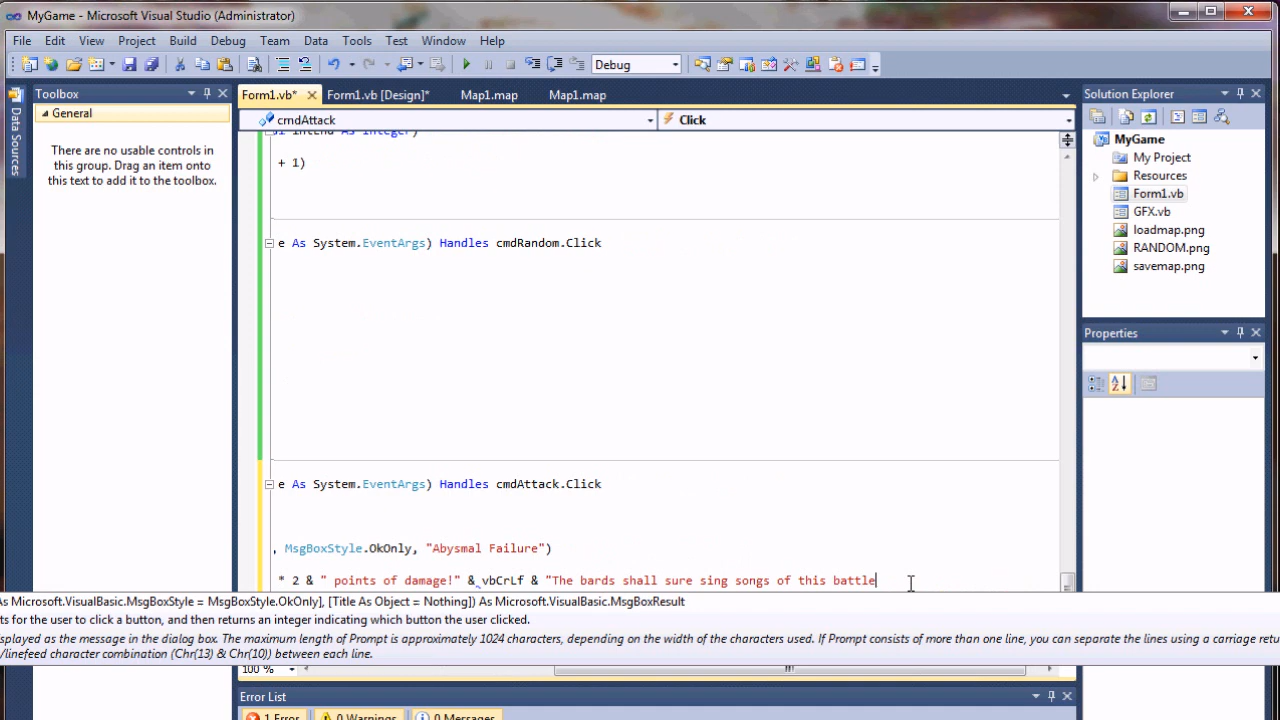 MyGame - Microsoft Visual Studio (Administrator)
File Edit View Project Build Debug Team Data Tools Test Window Help
Debug
Data Sources
Toolbox
General
There are no usable controls in
this group. Drag an item onto
this text to add it to the toolbox.
Form1.vb* Form1.vb [Design]* Map1.map Map1.map
cmdAttack Click
intEnd As Integer)
+ 1)
e As System.EventArgs) Handles cmdRandom.Click
e As System.EventArgs) Handles cmdAttack.Click
, MsgBoxStyle.OkOnly, "Abysmal Failure")
* 2 & " points of damage!" & vbCrLf & "The bards shall sure sing songs of this battle
As Microsoft.VisualBasic.MsgBoxStyle = MsgBoxStyle.OkOnly], [Title As Object = Nothing]) As Microsoft.VisualBasic.MsgBoxResult
ts for the user to click a button, and then returns an integer indicating which button the user clicked.
splayed as the message in the dialog box. The maximum length of Prompt is approximately 1024 characters, depending on the width of the characters used. If Prompt consists of more than one line, you can separate the lines using a carriage retu
/linefeed character combination (Chr(13) & Chr(10)) between each line.
100 %
Error List
1 Error 0 Warnings 0 Messages
Solution Explorer
MyGame
My Project
Resources
Form1.vb
GFX.vb
loadmap.png
RANDOM.png
savemap.png
Properties